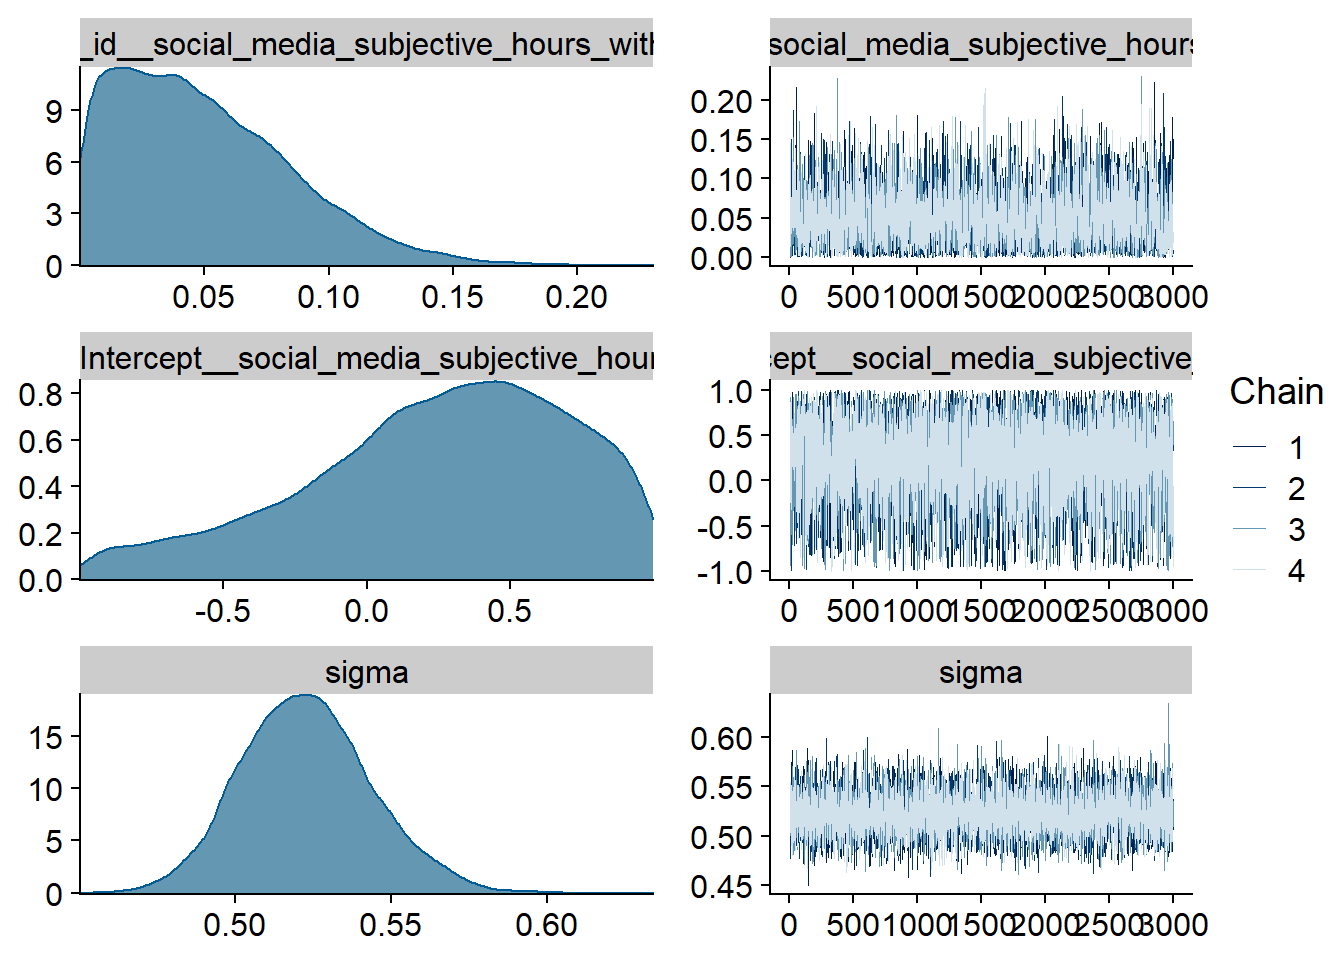 _id__social_media_subjective_hours_with
social_media_subjective_hours
9
6
3
0
0.05 0.10 0.15 0.20
0.20
0.15
0.10
0.05
0.00
0 500 1000 1500 2000 2500 3000
Intercept__social_media_subjective_hour
cept__social_media_subjective_
0.8
0.6
0.4
0.2
0.0
-0.5 0.0 0.5
1.0
0.5
0.0
-0.5
-1.0
0 500 1000 1500 2000 2500 3000
Chain
1
2
3
4
sigma
sigma
15
10
5
0
0.50 0.55 0.60
0.60
0.55
0.50
0.45
0 500 1000 1500 2000 2500 3000